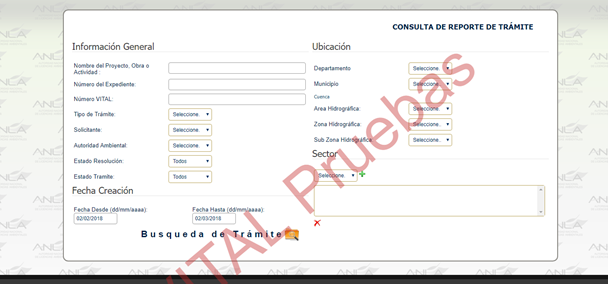 CONSULTA DE REPORTE DE TRÁMITE
Información General
Nombre del Proyecto, Obra o
Actividad :
Número del Expediente:
Número VITAL:
Tipo de Trámite: Seleccione.
Solicitante: Seleccione.
Autoridad Ambiental: Seleccione.
Estado Resolución: Todos
Estado Tramite: Todos
Fecha Creación
Fecha Desde (dd/mm/aaaa): Fecha Hasta (dd/mm/aaaa):
02/02/2018 02/03/2018
Busqueda de Trámite
Ubicación
Departamento Seleccione.
Municipio Seleccione.
Cuenca
Area Hidrográfica: Seleccione.
Zona Hidrográfica: Seleccione.
Sub Zona Hidrográfica: Seleccione.
Sector
Seleccione.
VITAL Pruebas